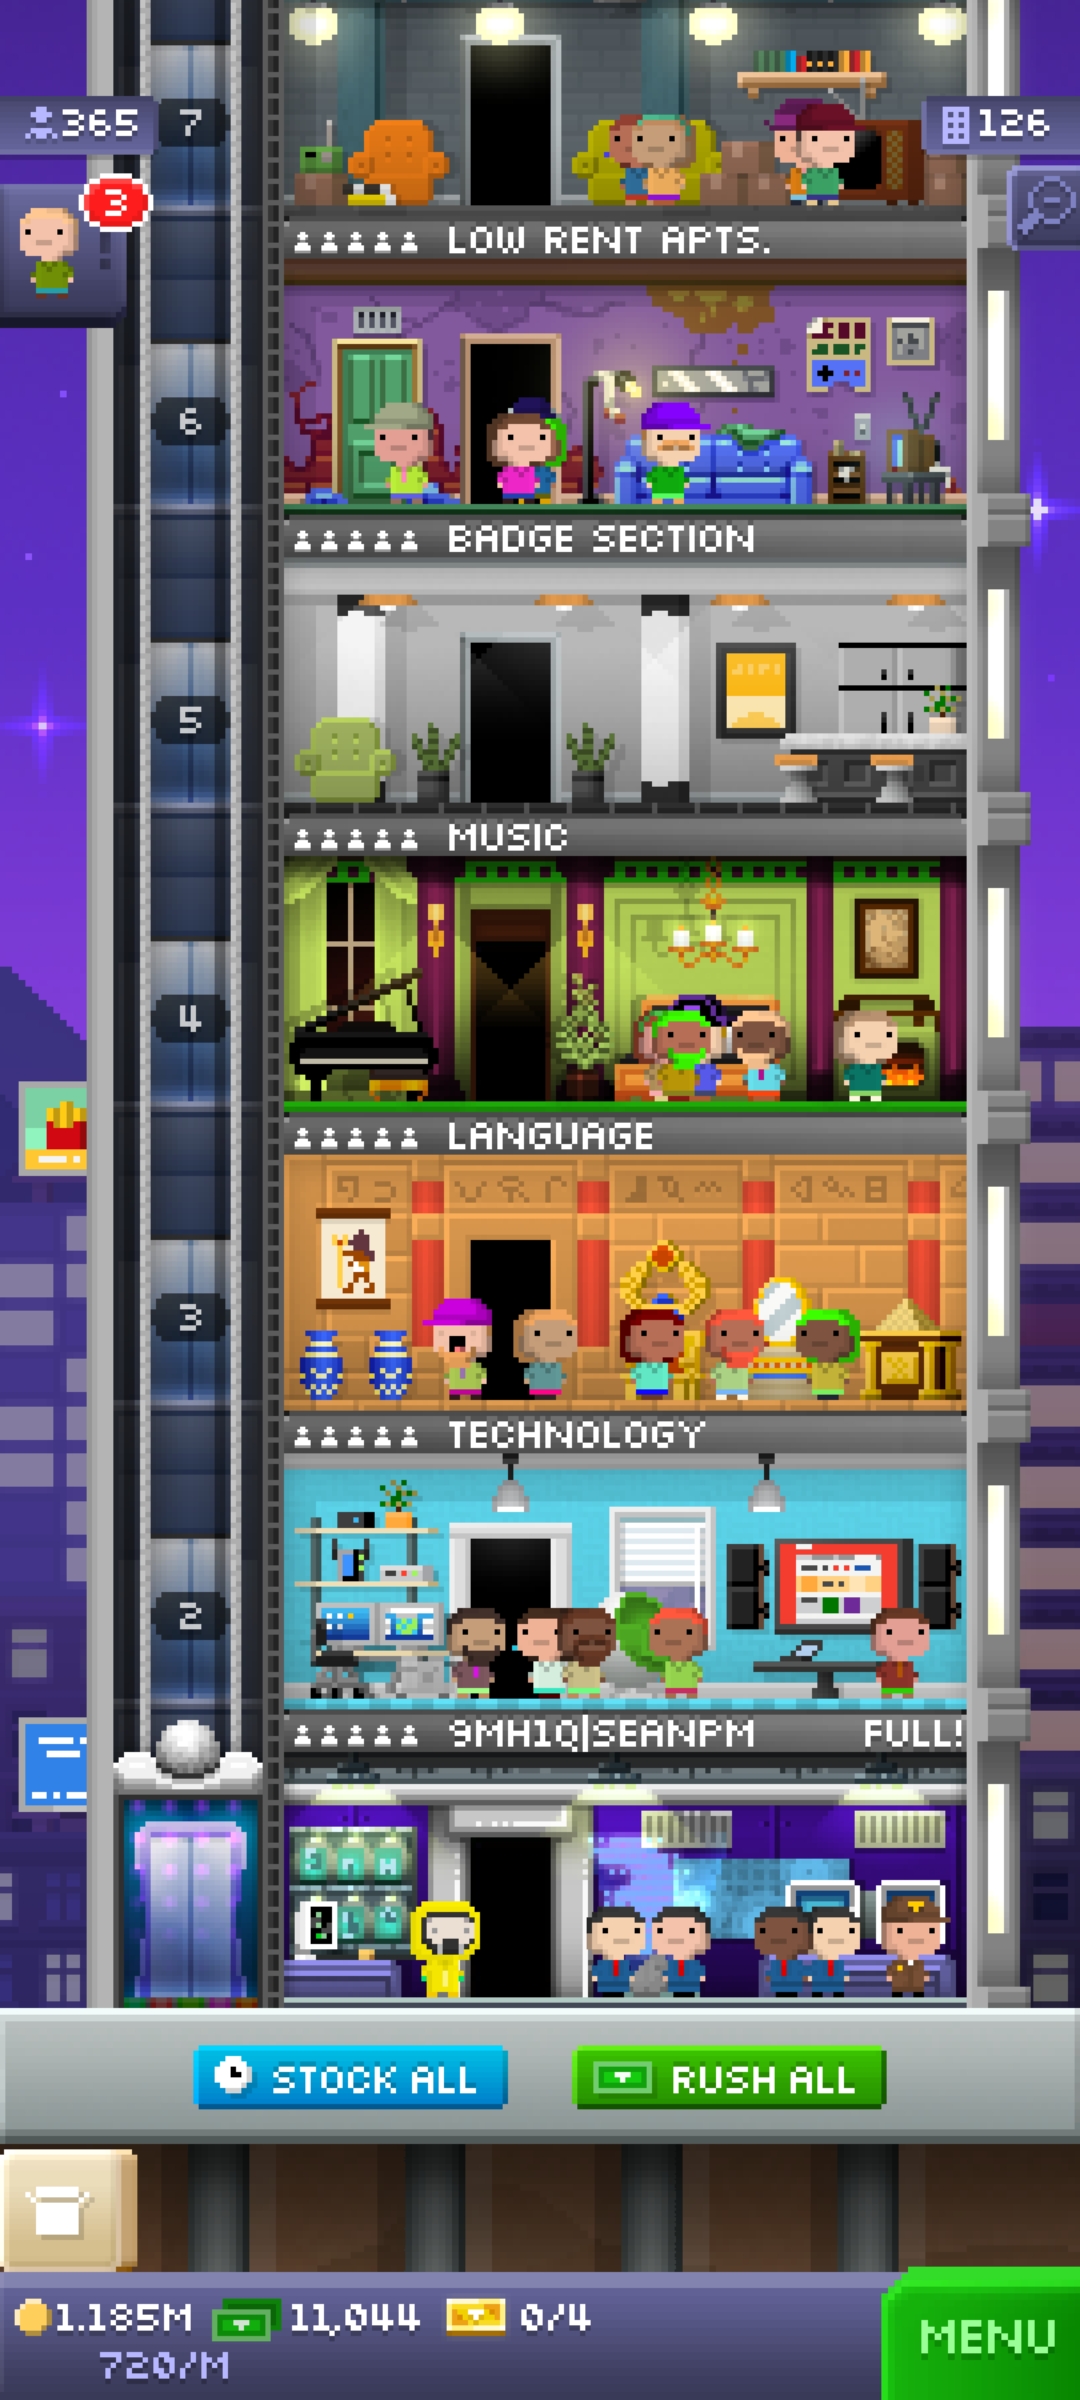 365
7
126
3
LOW RENT APTS.
6
BADGE SECTION
5
MUSIC
4
LANGUAGE
3
TECHNOLOGY
2
9MH1Q|SEANPM FULL!
STOCK ALL
RUSH ALL
1.185M 11,044 0/4
720/M
MENU